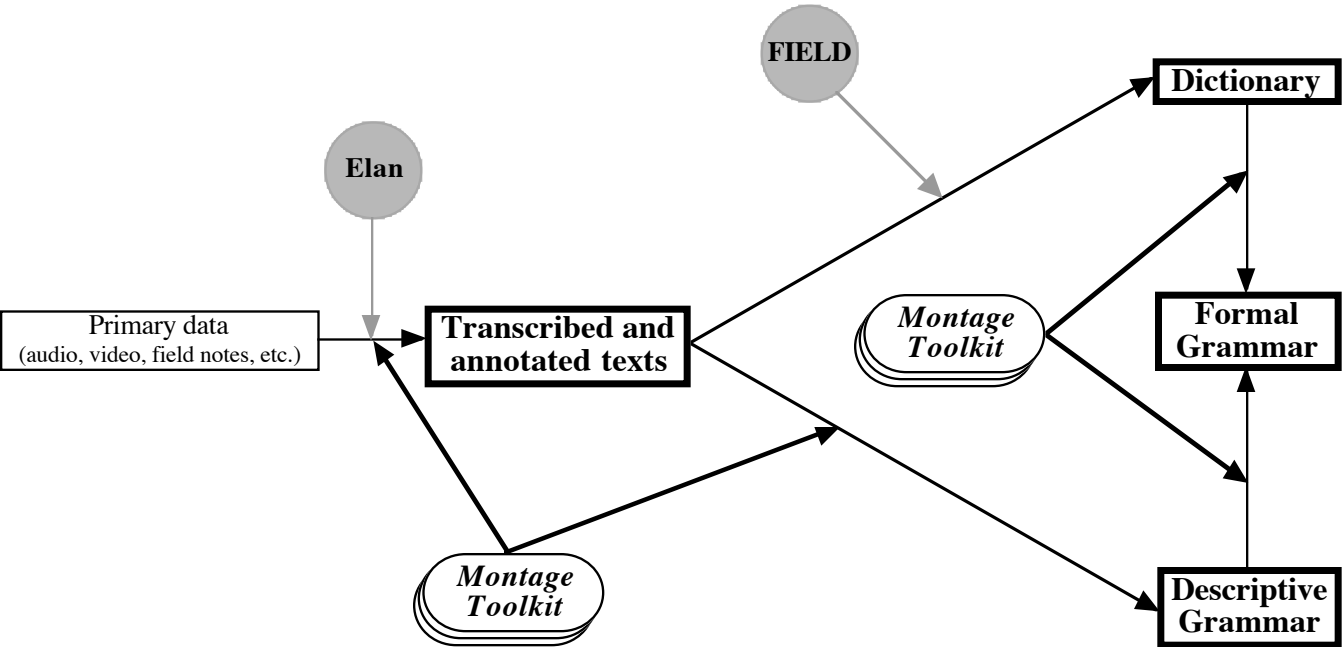 FIELD
Dictionary
Elan
Primary data
(audio, video, field notes, etc.)
Transcribed and
annotated texts
Montage
Toolkit
Formal
Grammar
Montage
Toolkit
Descriptive
Grammar